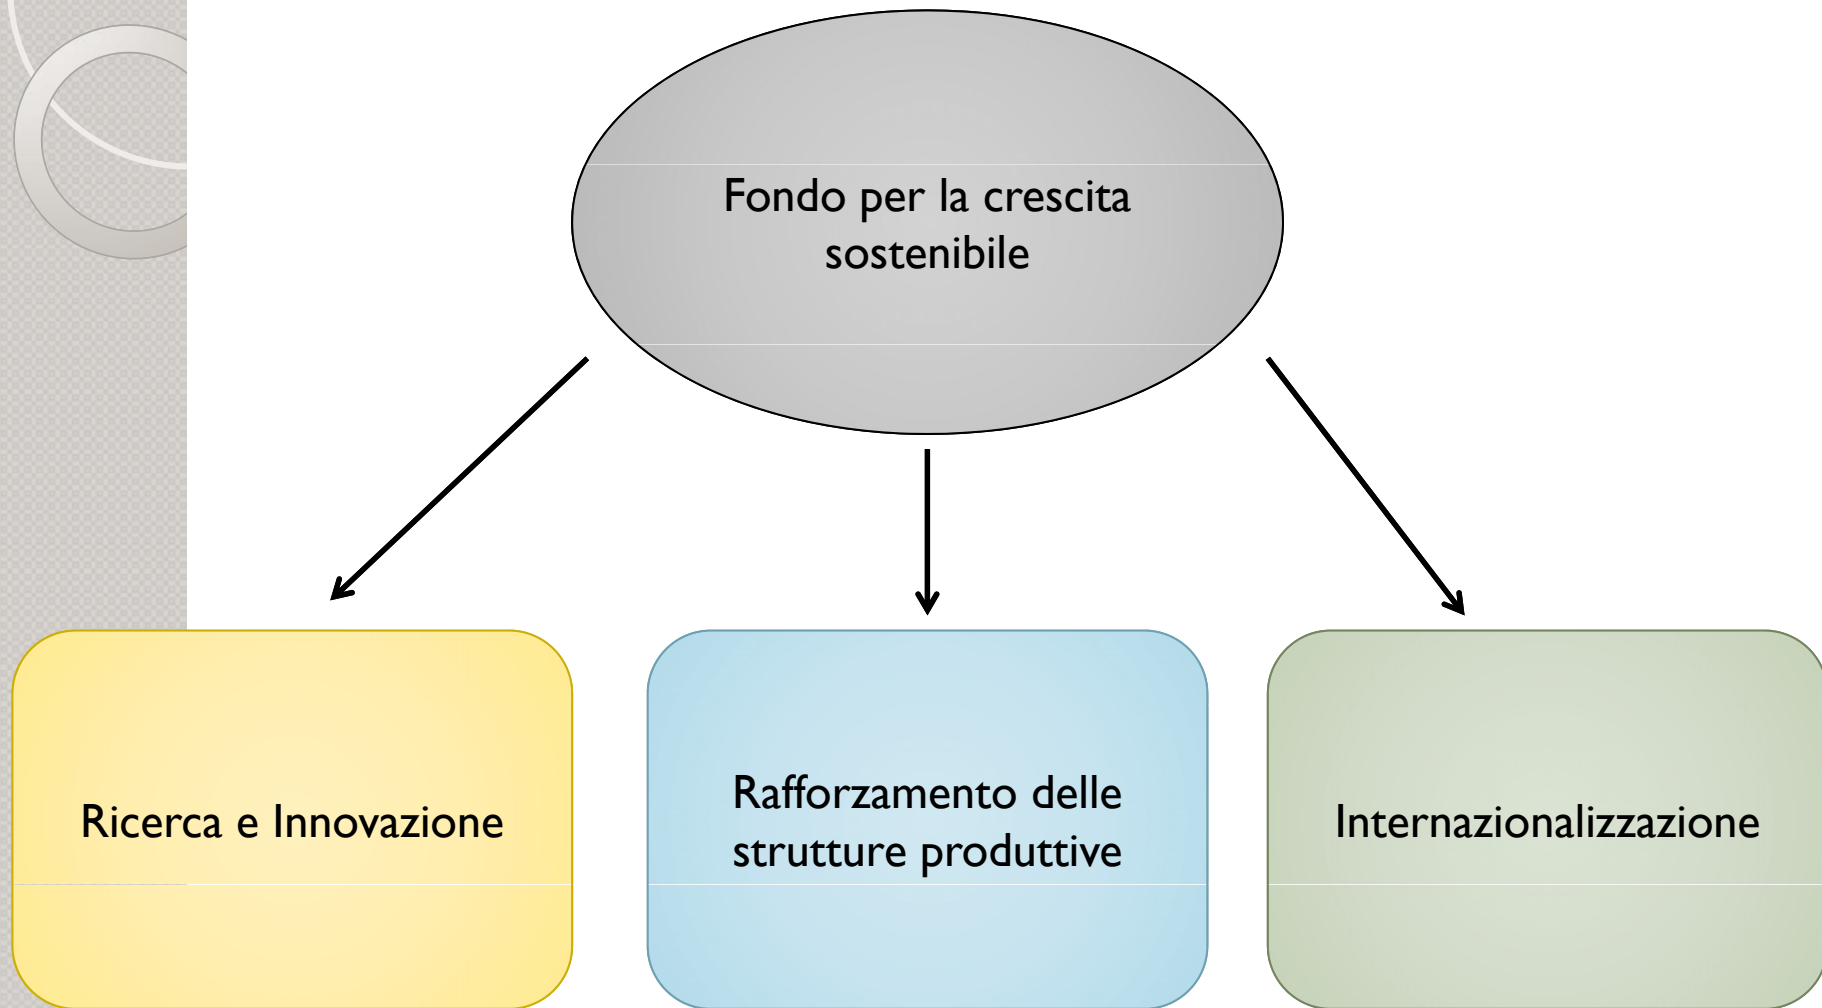 Fondo per la crescita
sostenibile
Ricerca e Innovazione
Rafforzamento delle
strutture produttive
Internazionalizzazione